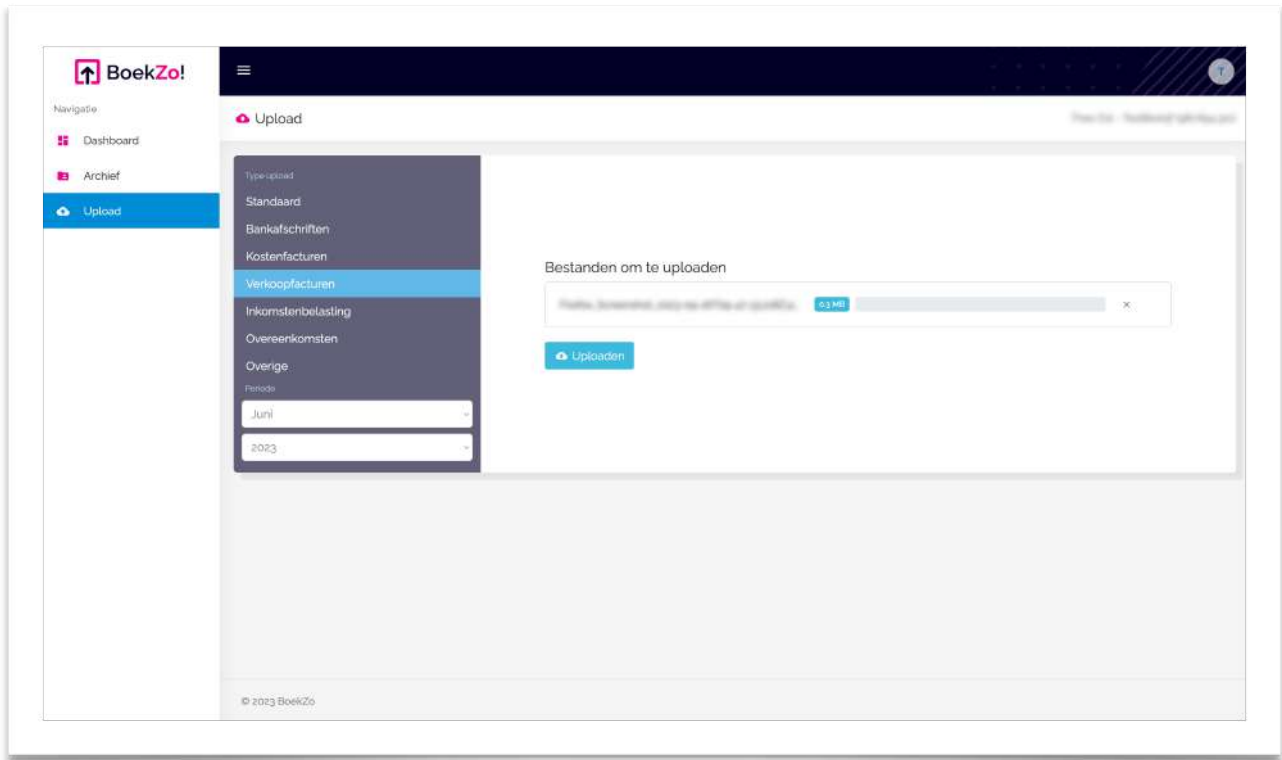 BoekZo!
Navigatie
Dashboard
Archief
Upload
T
Upload
Type upload
Standaard
Bankafschriften
Kostenfacturen
Verkoopfacturen
Inkomstenbelasting
Overeenkomsten
Overige
Periode
Juni
2023
Bestanden om te uploaden
0.3 MB
Uploaden
© 2023 BoekZo